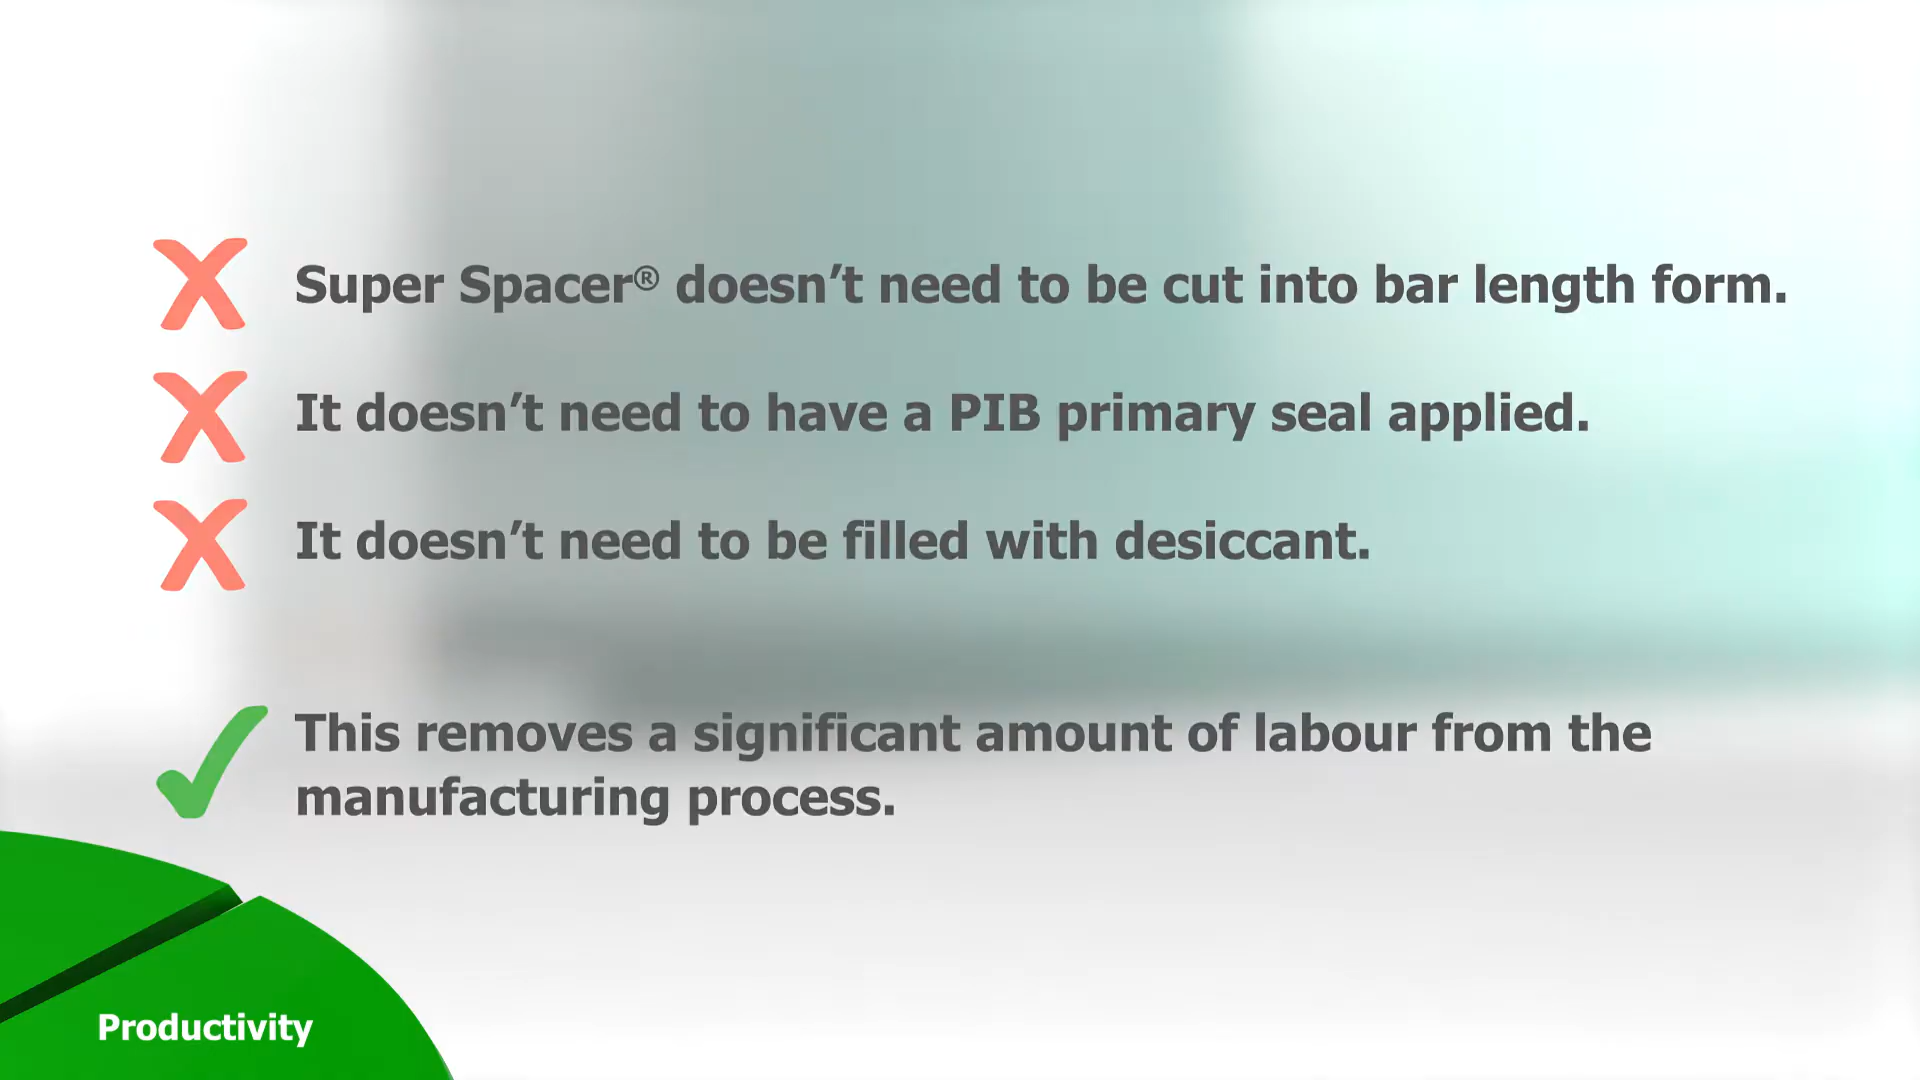 Super Spacer® doesn’t need to be cut into bar length form.
It doesn’t need to have a PIB primary seal applied.
It doesn’t need to be filled with desiccant.
This removes a significant amount of labour from the
manufacturing process.
Productivity